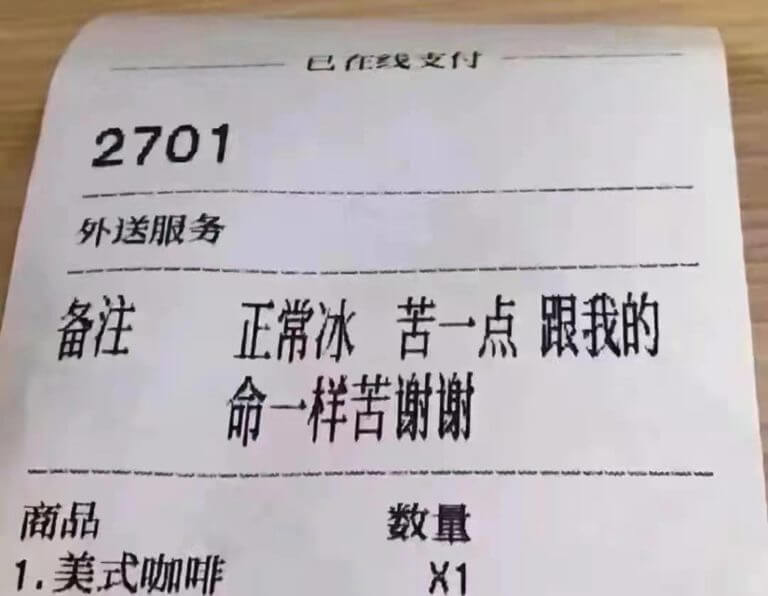 已在线支付
2701
外送服务
备注 正常冰 苦一点 跟我的
命一样苦谢谢
商品 数量
1.美式咖啡 X1